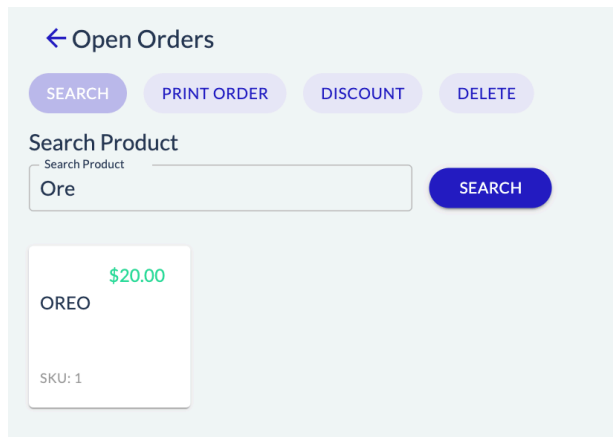 Open Orders
SEARCH PRINT ORDER DISCOUNT DELETE
Search Product
Search Product
Ore SEARCH
$20.00
OREO
SKU: 1